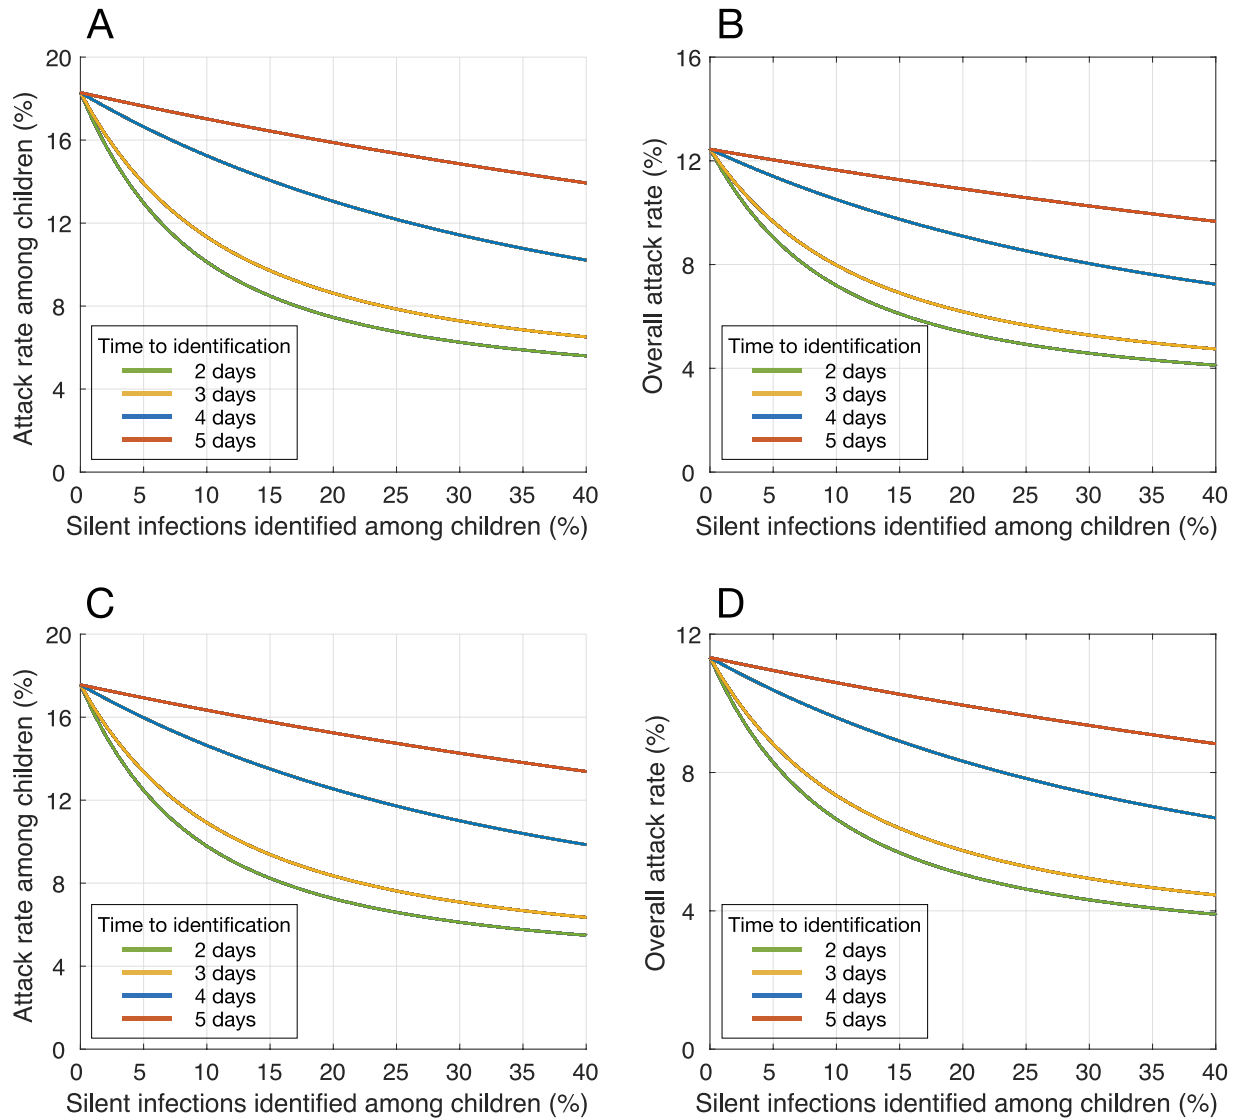 A
20
16
12
8
4
0
Attack rate among children (%)
Time to identification
2 days
3 days
4 days
5 days
0 5 10 15 20 25 30 35 40
Silent infections identified among children (%)
B
16
12
8
4
0
Overall attack rate (%)
Time to identification
2 days
3 days
4 days
5 days
0 5 10 15 20 25 30 35 40
Silent infections identified among children (%)
C
20
16
12
8
4
0
Attack rate among children (%)
Time to identification
2 days
3 days
4 days
5 days
0 5 10 15 20 25 30 35 40
Silent infections identified among children (%)
D
12
8
4
0
Overall attack rate (%)
Time to identification
2 days
3 days
4 days
5 days
0 5 10 15 20 25 30 35 40
Silent infections identified among children (%)